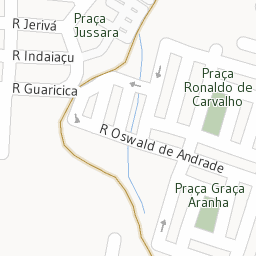 R Jerivá
Praça
Jussara
R Indaiaçu
R Guaricica
Praça
Ronaldo de
Carvalho
R Oswald de Andrade
Praça Graça
Aranha